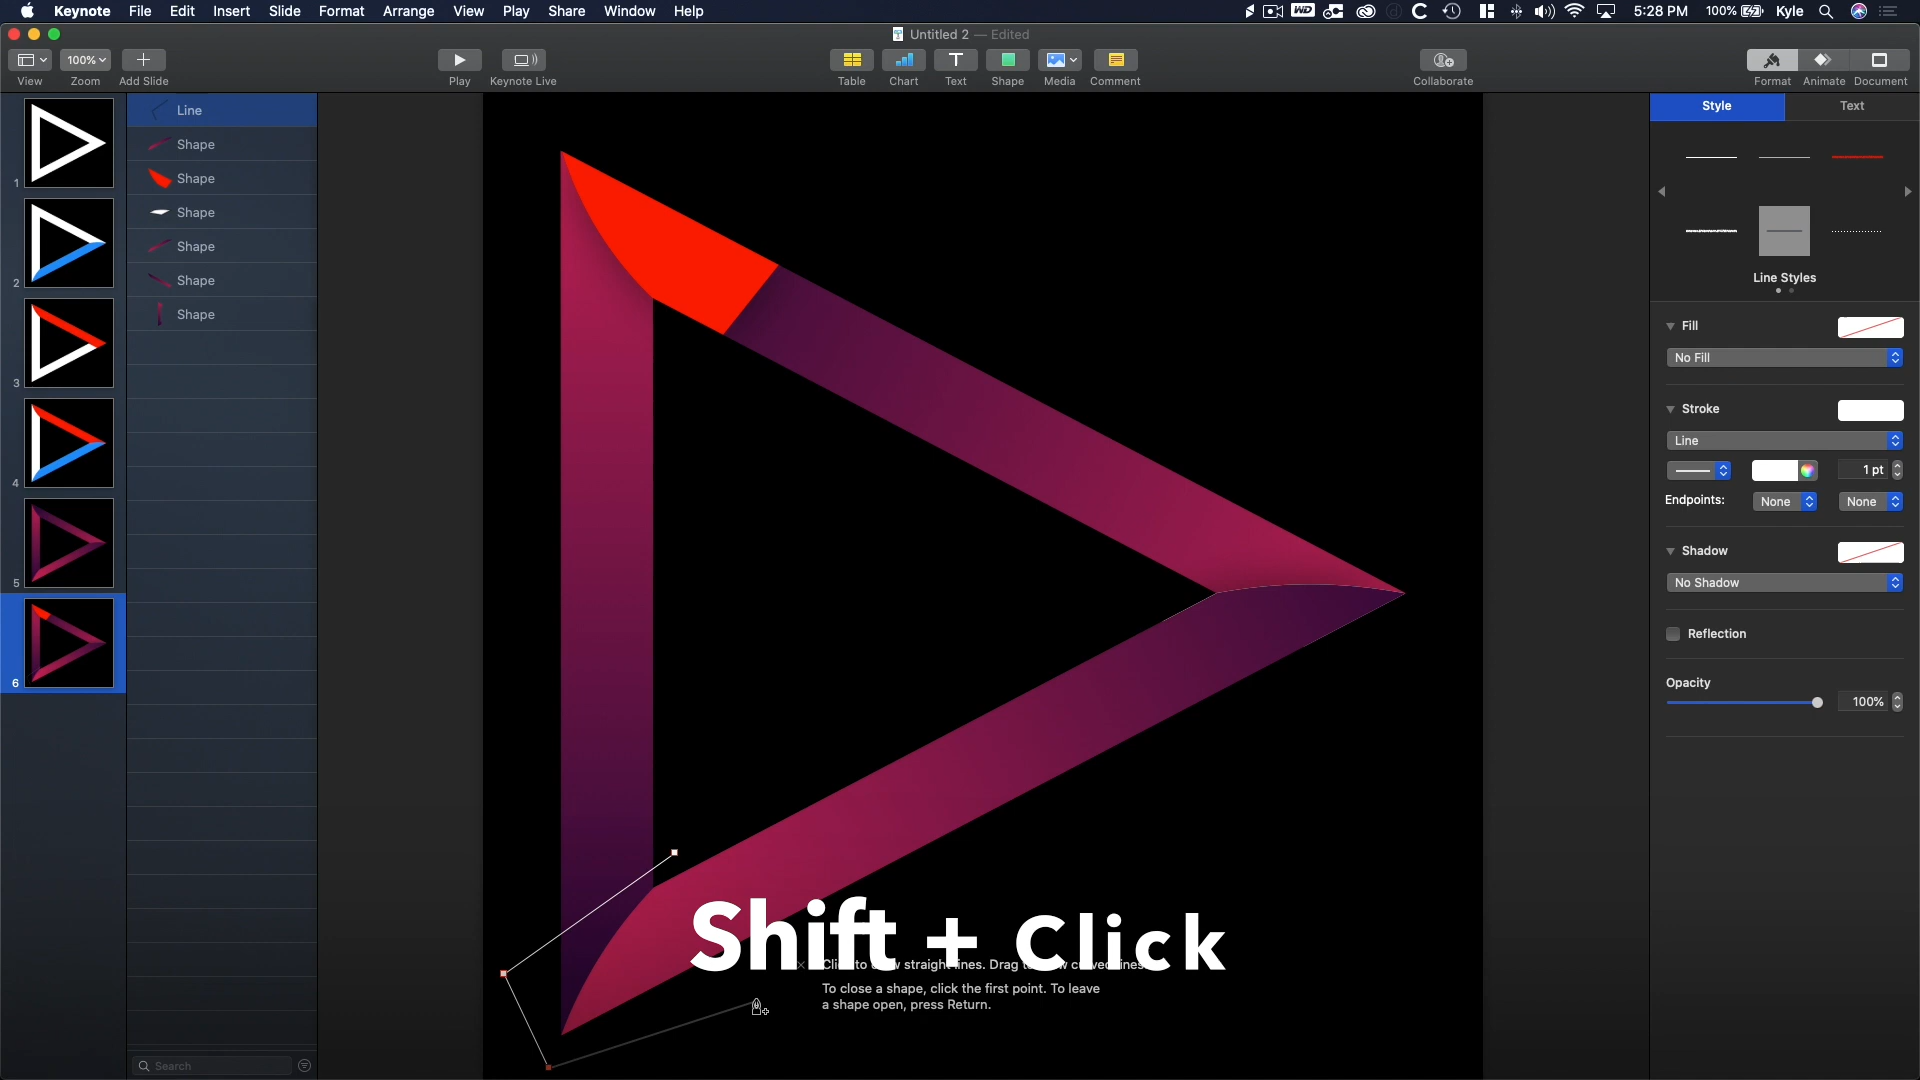 Keynote File Edit Insert Slide Format Arrange View Play Share Window Help
5:28 PM 100% Kyle
Untitled 2 — Edited
100%
View Zoom Add Slide Play Keynote Live Table Chart Text Shape Media Comment Collaborate Format Animate Document
Style Text
Line
Shape
Shape
Shape
Shape
Shape
Shape
1
2
3
4
5
6
Line Styles
Fill
No Fill
Stroke
Line
1 pt
Endpoints: None None
Shadow
No Shadow
Reflection
Opacity
100%
Shift + Click
straight lines. Drag
To close a shape, click the first point. To leave
a shape open, press Return.
Search